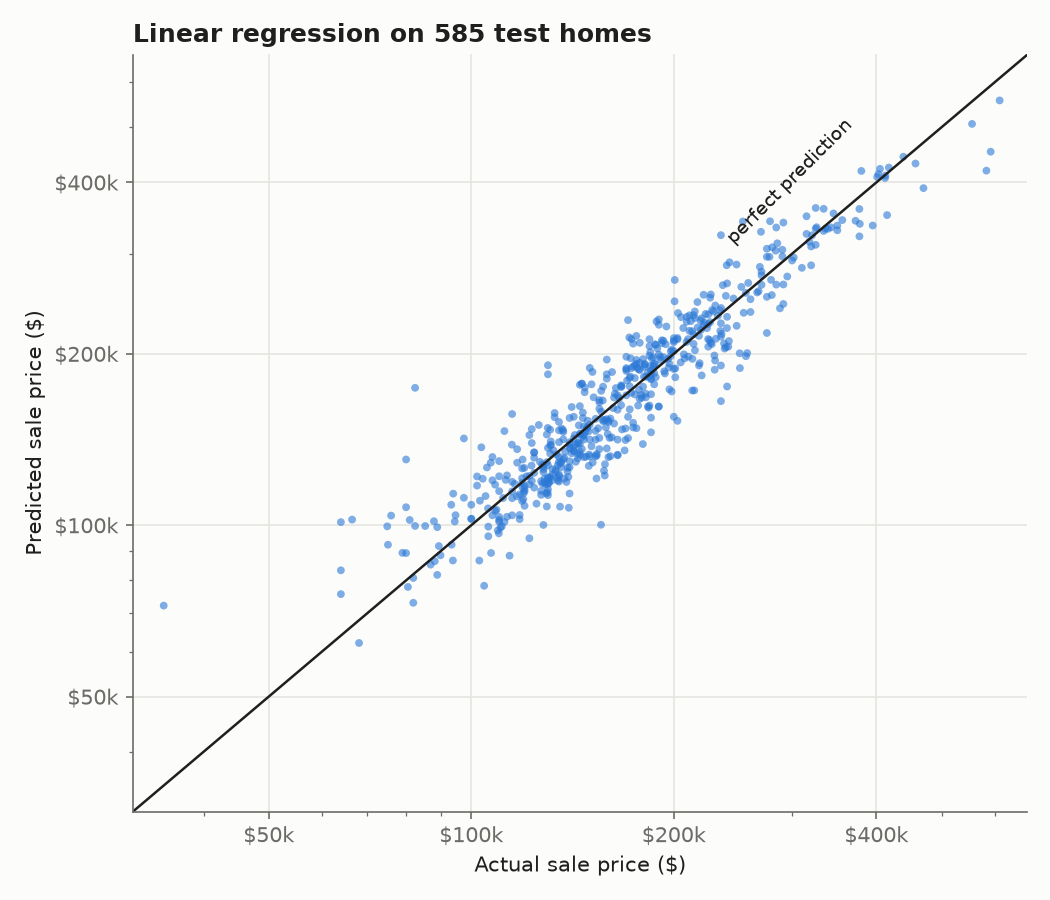 Linear regression on 585 test homes
perfect prediction
Predicted sale price ($)
$400k
$200k
$100k
$50k
$50k
$100k
$200k
$400k
Actual sale price ($)